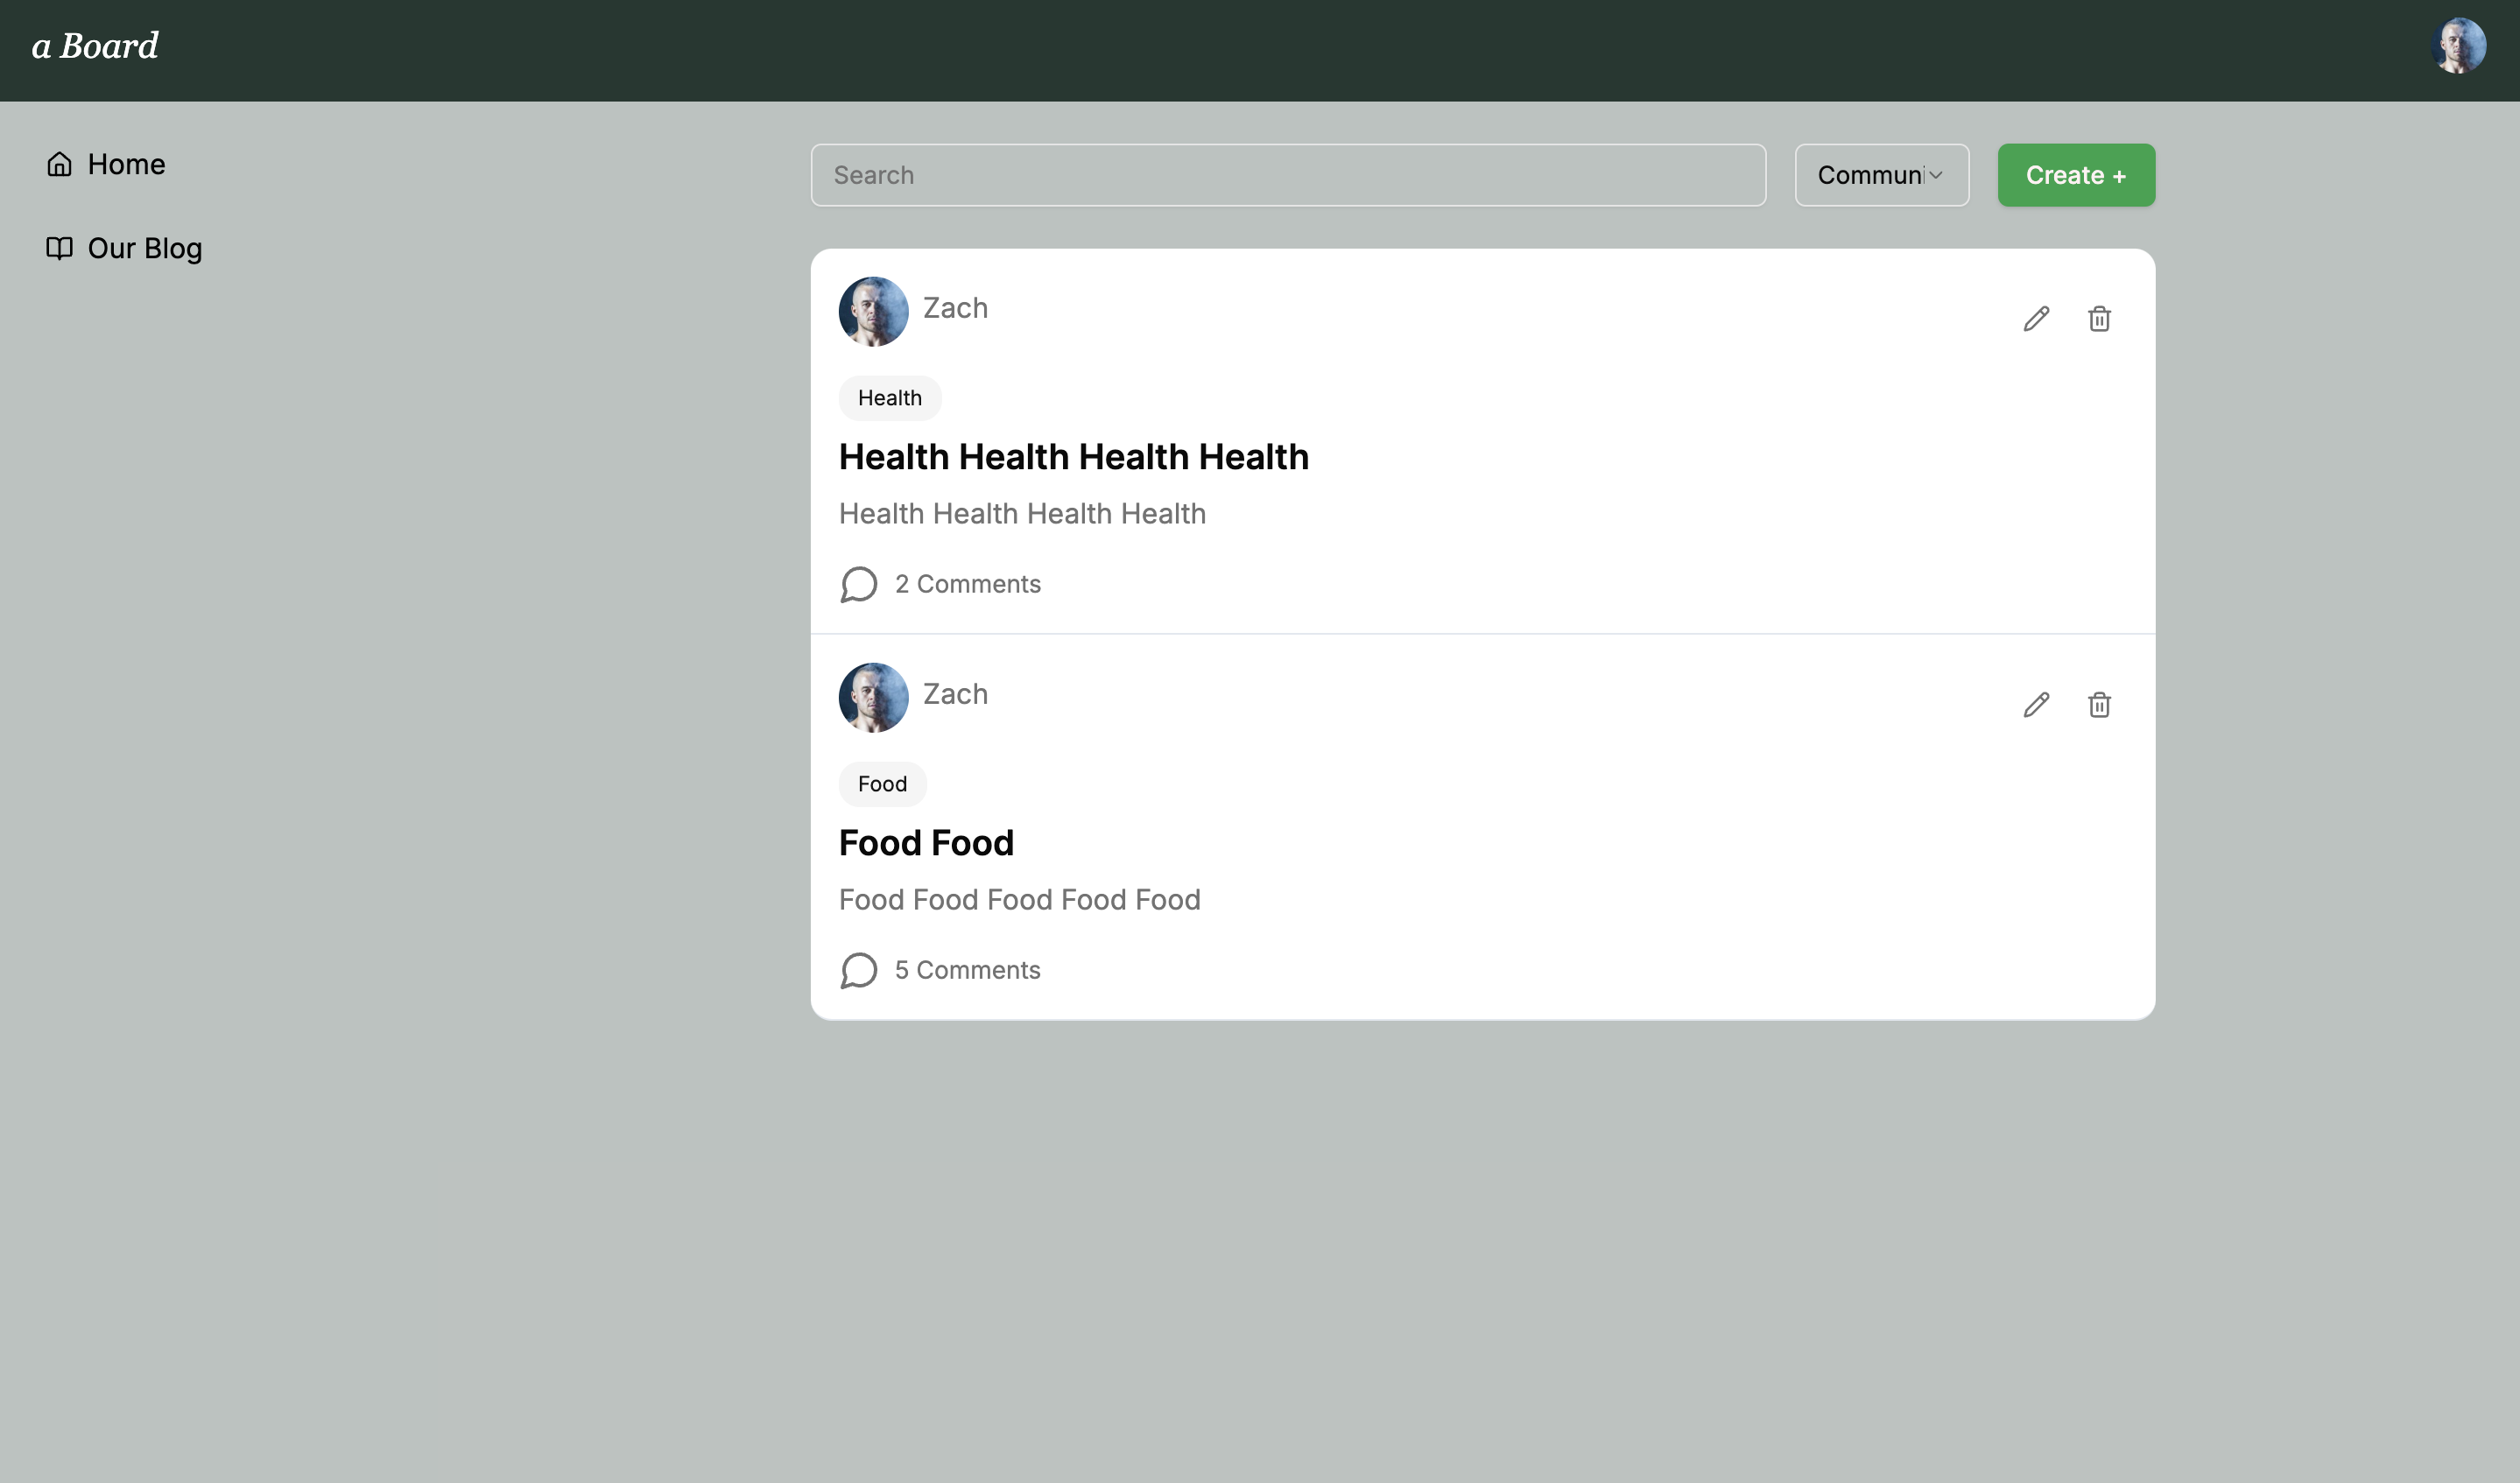 a Board
Home
Our Blog
Search
Communi
Create +
Zach
Health
Health Health Health Health
Health Health Health Health
2 Comments
Zach
Food
Food Food
Food Food Food Food Food
5 Comments